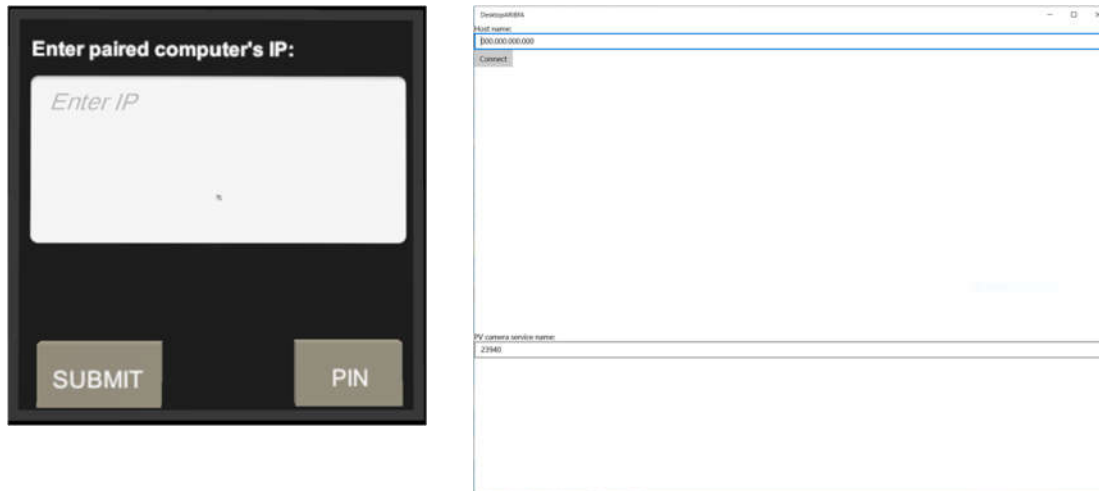 Enter paired computer's IP:
Enter IP
SUBMIT
PIN
DesktopARIBFA
Host name:
000.000.000.000
Connect
PV camera service name:
23940